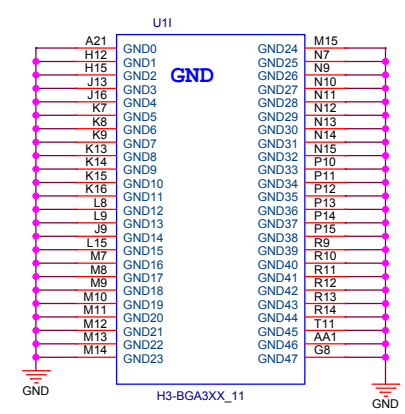 U1I
GND
A21 GND0 GND24 M15
H12 GND1 GND25 N7
H15 GND2 GND26 N9
J13 GND3 GND27 N10
J16 GND4 GND28 N11
K7 GND5 GND29 N12
K8 GND6 GND30 N13
K9 GND7 GND31 N14
K13 GND8 GND32 N15
K14 GND9 GND33 P10
K15 GND10 GND34 P11
K16 GND11 GND35 P12
L8 GND12 GND36 P13
L9 GND13 GND37 P14
J9 GND14 GND38 P15
L15 GND15 GND39 R9
M7 GND16 GND40 R10
M8 GND17 GND41 R11
M9 GND18 GND42 R12
M10 GND19 GND43 R13
M11 GND20 GND44 R14
M12 GND21 GND45 T11
M13 GND22 GND46 AA1
M14 GND23 GND47 G8
GND H3-BGA3XX_11 GND